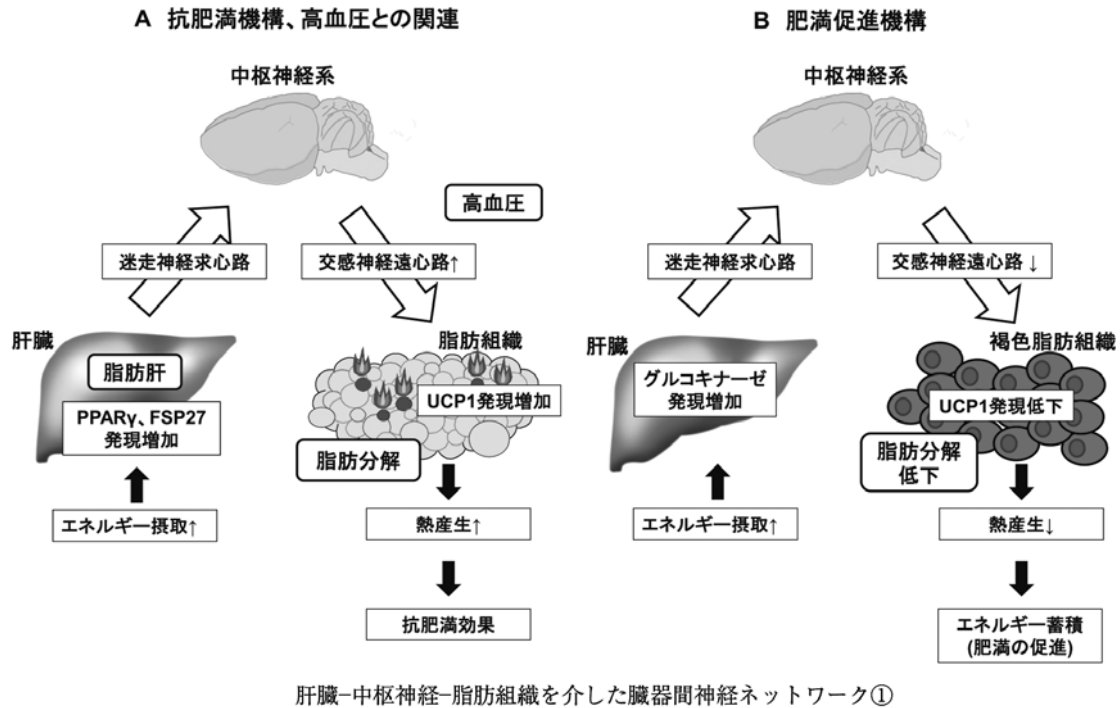 A 抗肥満機構、高血圧との関連
中枢神経系
高血圧
迷走神経求心路
交感神経遠心路↑
肝臓
脂肪肝
PPARγ、FSP27
発現増加
脂肪組織
UCP1発現増加
脂肪分解
エネルギー摂取↑
熱産生↑
抗肥満効果
B 肥満促進機構
中枢神経系
迷走神経求心路
交感神経遠心路↓
肝臓
グルコキナーゼ
発現増加
褐色脂肪組織
UCP1発現低下
脂肪分解
低下
エネルギー摂取↑
熱産生↓
エネルギー蓄積
(肥満の促進)
肝臓−中枢神経−脂肪組織を介した臓器間神経ネットワーク①